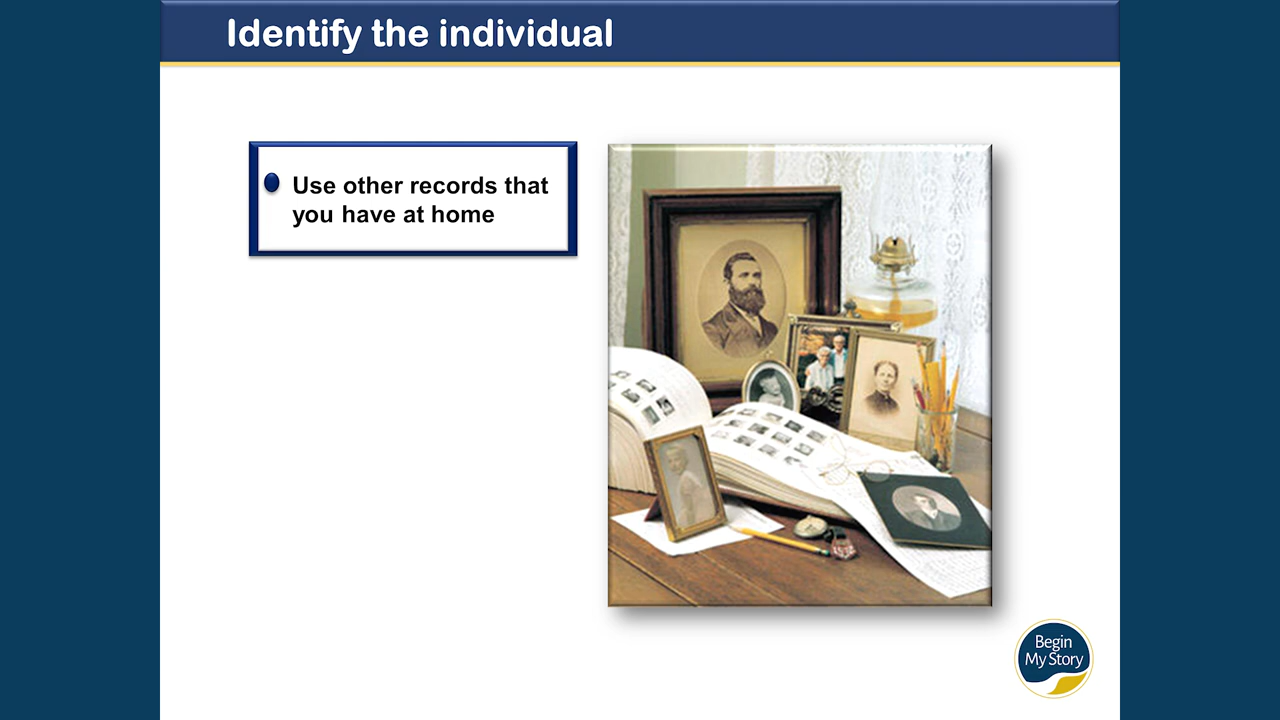 Identify the individual
Use other records that
you have at home
Begin
My Story